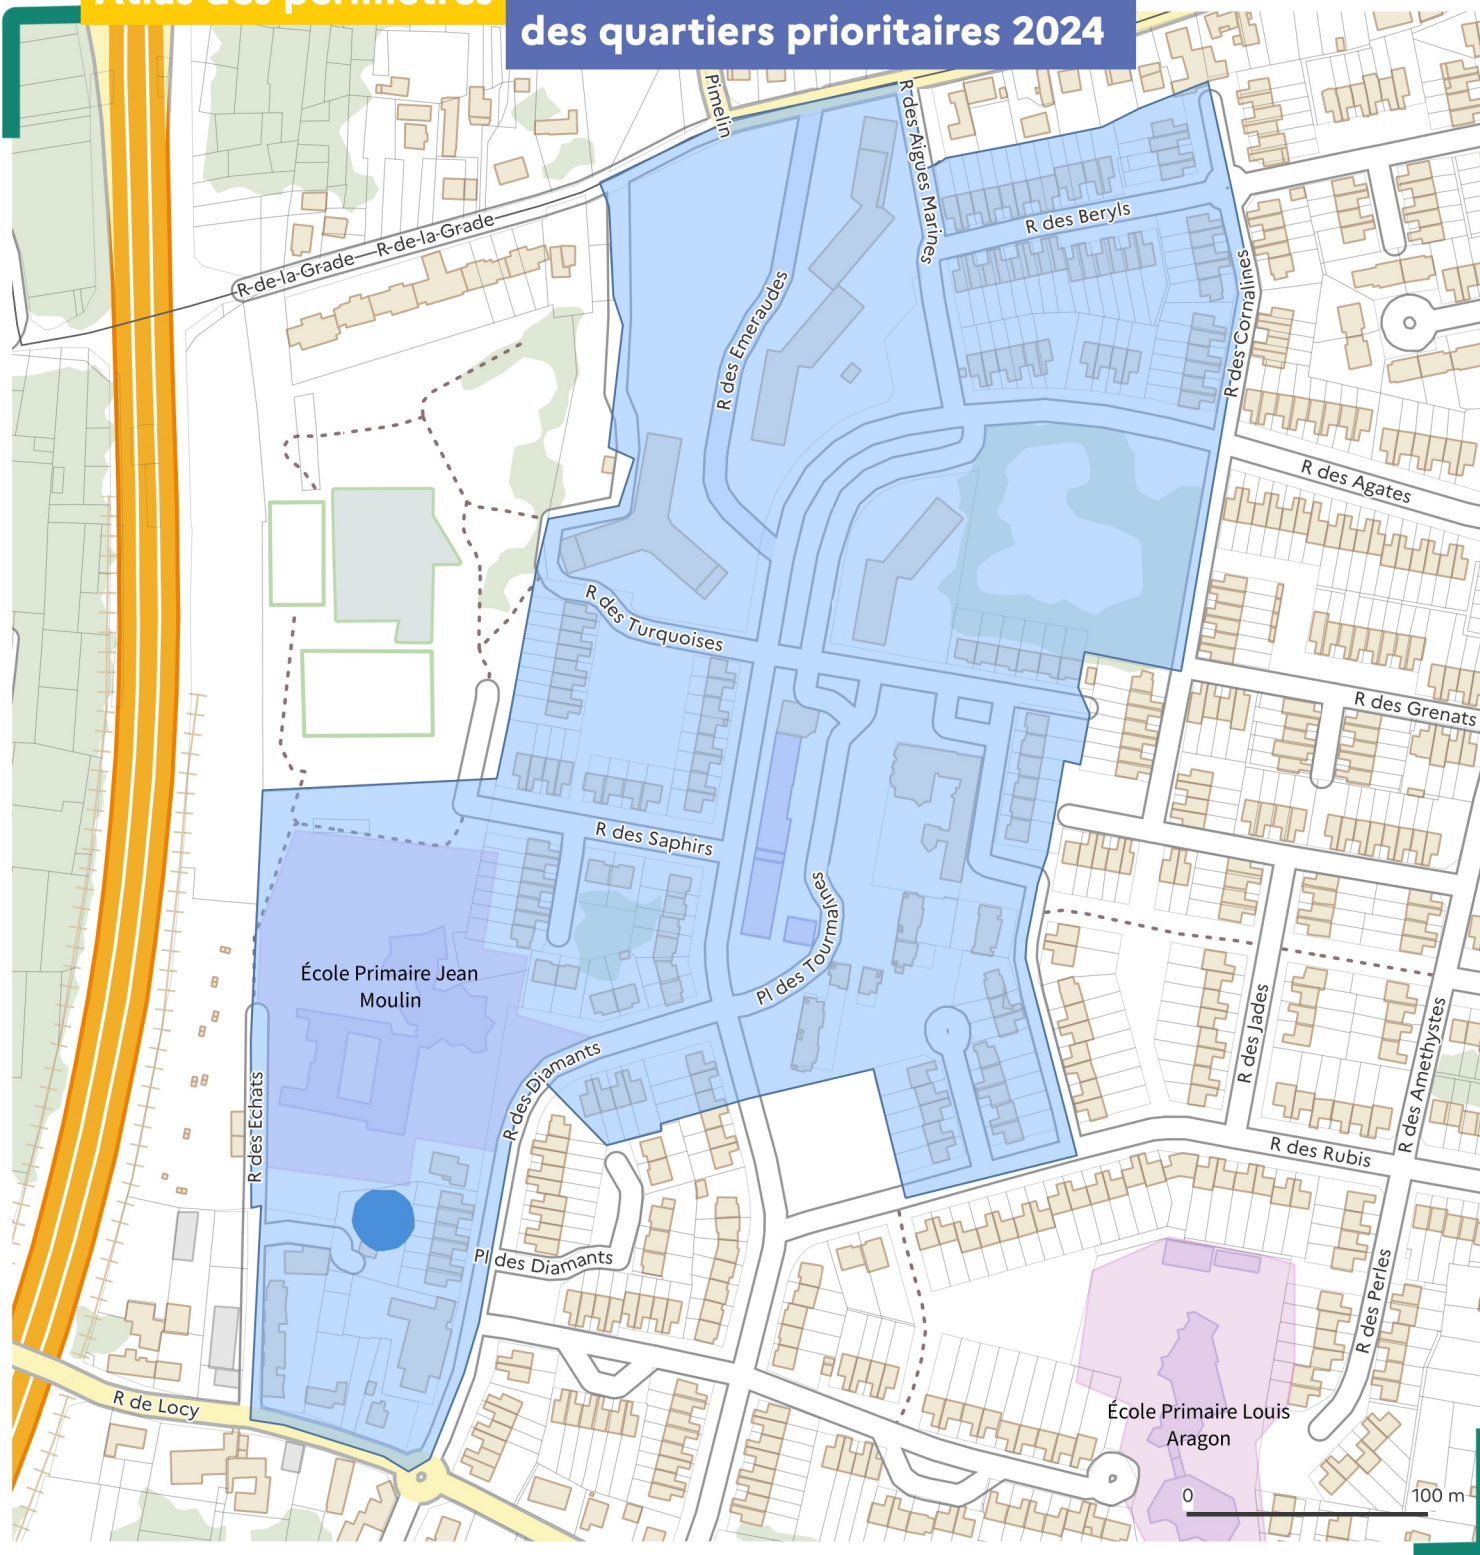 Atlas des périmètres
des quartiers prioritaires 2024
Pimelin
R des Aigues Marines
R des Beryls
R-de-la-Grade
R-de-la-Grade
R des Emeraudes
R des Cornalines
R des Agates
R des Turquoises
R des Grenats
R des Saphirs
Pl des Tourmalines
École Primaire Jean
Moulin
R des Diamants
R des Echats
R des Jades
R des Amethystes
R des Rubis
Pl des Diamants
R des Perles
R de Locy
École Primaire Louis
Aragon
0
100 m